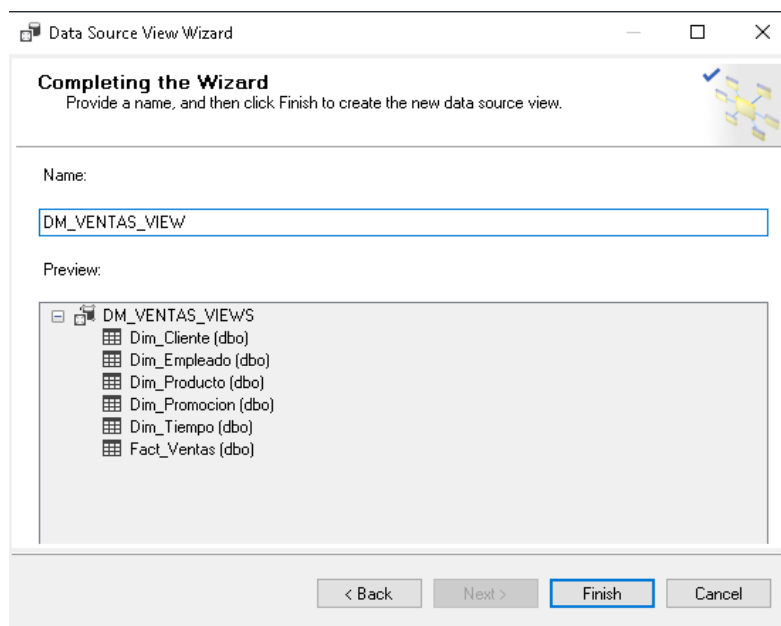 Data Source View Wizard
Completing the Wizard
Provide a name, and then click Finish to create the new data source view.
Name:
DM_VENTAS_VIEW
Preview:
DM_VENTAS_VIEWS
Dim_Cliente (dbo)
Dim_Empleado (dbo)
Dim_Producto (dbo)
Dim_Promocion (dbo)
Dim_Tiempo (dbo)
Fact_Ventas (dbo)
< Back Next > Finish Cancel